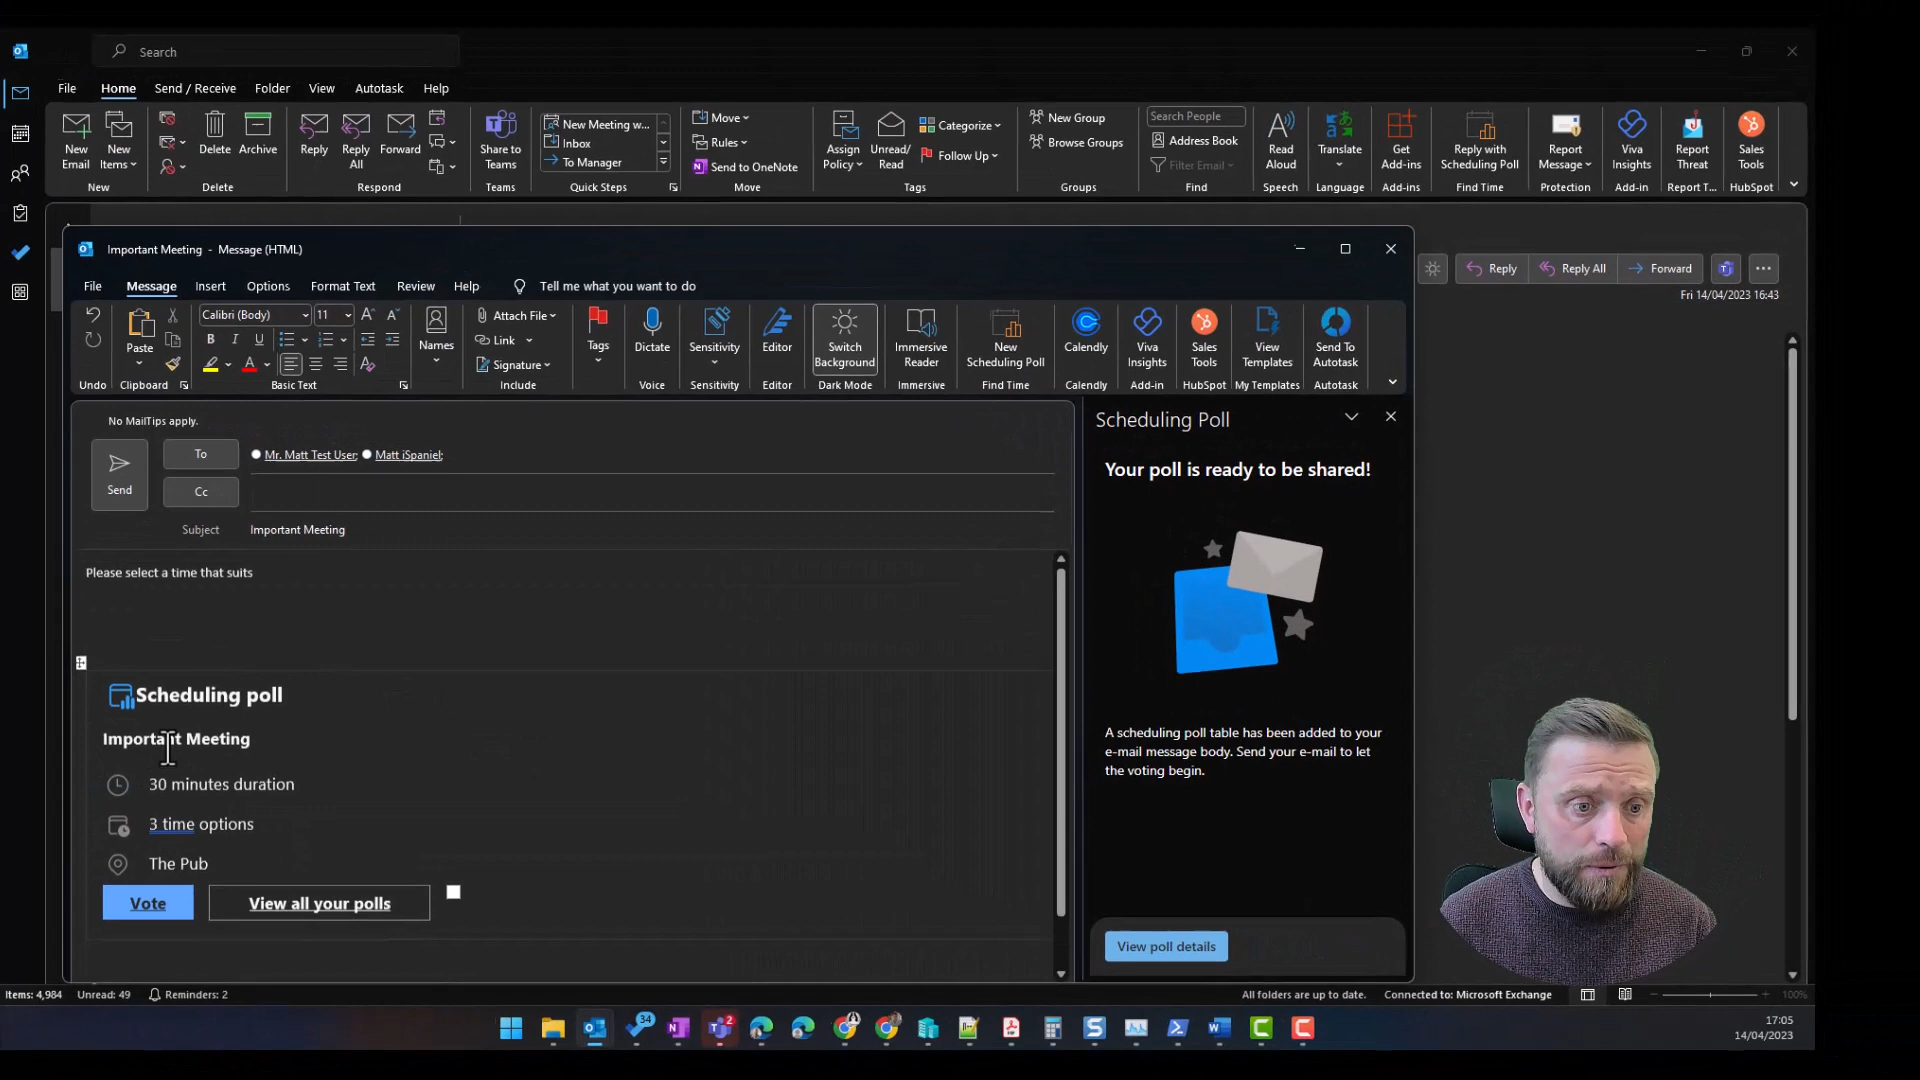 Search
File Home Send / Receive Folder View Autotask Help
New Email
New Items
New
Delete
Archive
Delete
Reply
Reply All
Forward
Respond
Share to Teams
Teams
New Meeting w...
Inbox
To Manager
Quick Steps
Move
Rules
Send to OneNote
Move
Assign Policy
Unread/ Read
Categorize
Follow Up
Tags
New Group
Browse Groups
Groups
Search People
Address Book
Filter Email
Find
Read Aloud
Speech
Translate
Language
Get Add-ins
Add-ins
Reply with Scheduling Poll
Find Time
Report Message
Protection
Viva Insights
Add-in
Report Threat
Report T...
Sales Tools
HubSpot
Important Meeting - Message (HTML)
Reply Reply All Forward
Fri 14/04/2023 16:43
File Message Insert Options Format Text Review Help Tell me what you want to do
Undo
Paste
Clipboard
Calibri (Body) 11
B I U
Basic Text
Names
Attach File
Link
Signature
Include
Tags
Dictate
Voice
Sensitivity
Sensitivity
Editor
Editor
Switch Background
Dark Mode
Immersive Reader
Immersive
New Scheduling Poll
Find Time
Calendly
Calendly
Viva Insights
Add-in
Sales Tools
HubSpot
View Templates
My Templates
Send To Autotask
Autotask
No MailTips apply.
Send
To
Mr. Matt Test User; Matt iSpaniel;
Cc
Subject
Important Meeting
Please select a time that suits
Scheduling poll
Important Meeting
30 minutes duration
3 time options
The Pub
Vote
View all your polls
Scheduling Poll
Your poll is ready to be shared!
A scheduling poll table has been added to your
e-mail message body. Send your e-mail to let
the voting begin.
View poll details
Items: 4,984 Unread: 49 Reminders: 2
All folders are up to date. Connected to: Microsoft Exchange
100%
34
2
17:05
14/04/2023